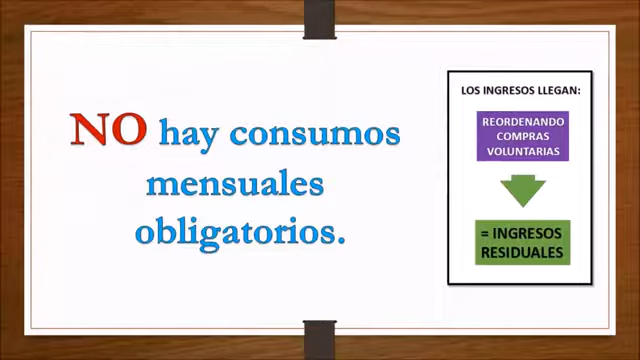 NO hay consumos
mensuales
obligatorios.
LOS INGRESOS LLEGAN:
REORDENANDO
COMPRAS
VOLUNTARIAS
= INGRESOS
RESIDUALES